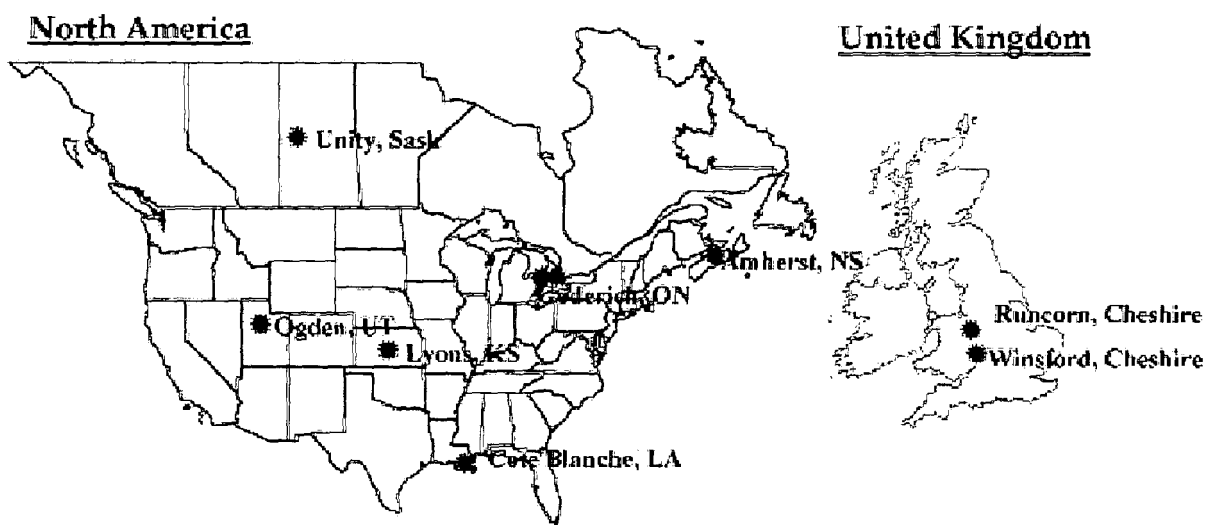 North America
United Kingdom
Unity, Sask
Amherst, NS
Goderich, ON
Runcorn, Cheshire
Ogden, UT
Lyons, KS
Winsford, Cheshire
Cote Blanche, LA